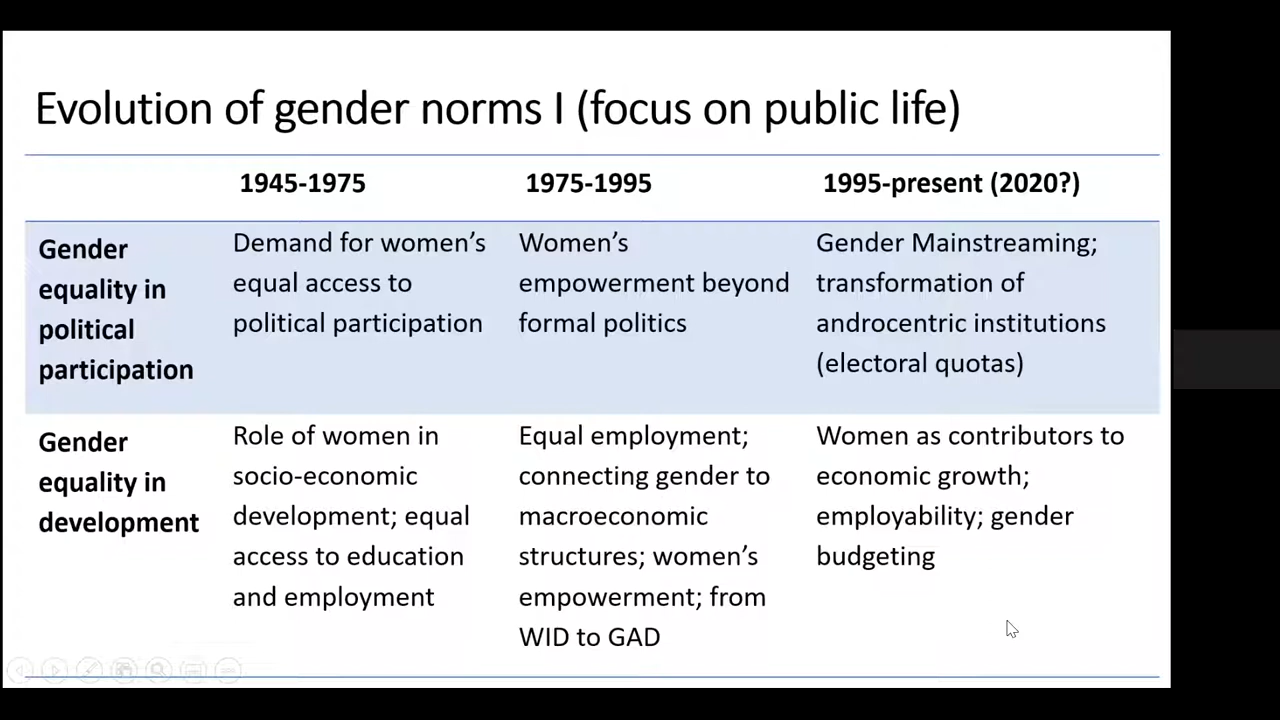 Evolution of gender norms I (focus on public life)
1945-1975
1975-1995
1995-present (2020?)
Gender
equality in
political
participation
Demand for women’s
equal access to
political participation
Women’s
empowerment beyond
formal politics
Gender Mainstreaming;
transformation of
androcentric institutions
(electoral quotas)
Gender
equality in
development
Role of women in
socio-economic
development; equal
access to education
and employment
Equal employment;
connecting gender to
macroeconomic
structures; women’s
empowerment; from
WID to GAD
Women as contributors to
economic growth;
employability; gender
budgeting